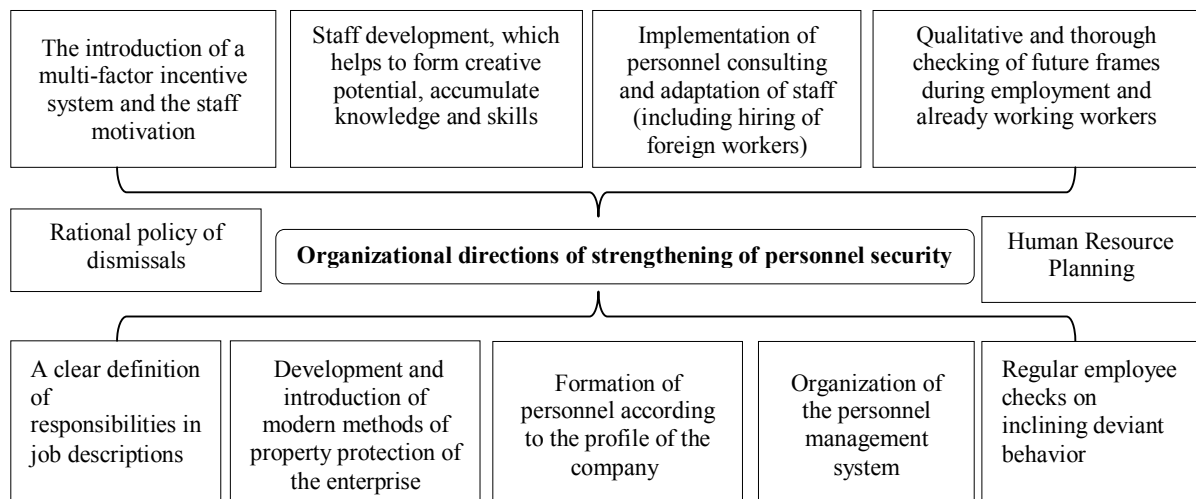 The introduction of a
multi-factor incentive
system and the staff
motivation
Staff development, which
helps to form creative
potential, accumulate
knowledge and skills
Implementation of
personnel consulting
and adaptation of staff
(including hiring of
foreign workers)
Qualitative and thorough
checking of future frames
during employment and
already working workers
Rational policy of
dismissals
Organizational directions of strengthening of personnel security
Human Resource
Planning
A clear definition
of
responsibilities in
job descriptions
Development and
introduction of
modern methods of
property protection of
the enterprise
Formation of
personnel according
to the profile of the
company
Organization of
the personnel
management
system
Regular employee
checks on
inclining deviant
behavior